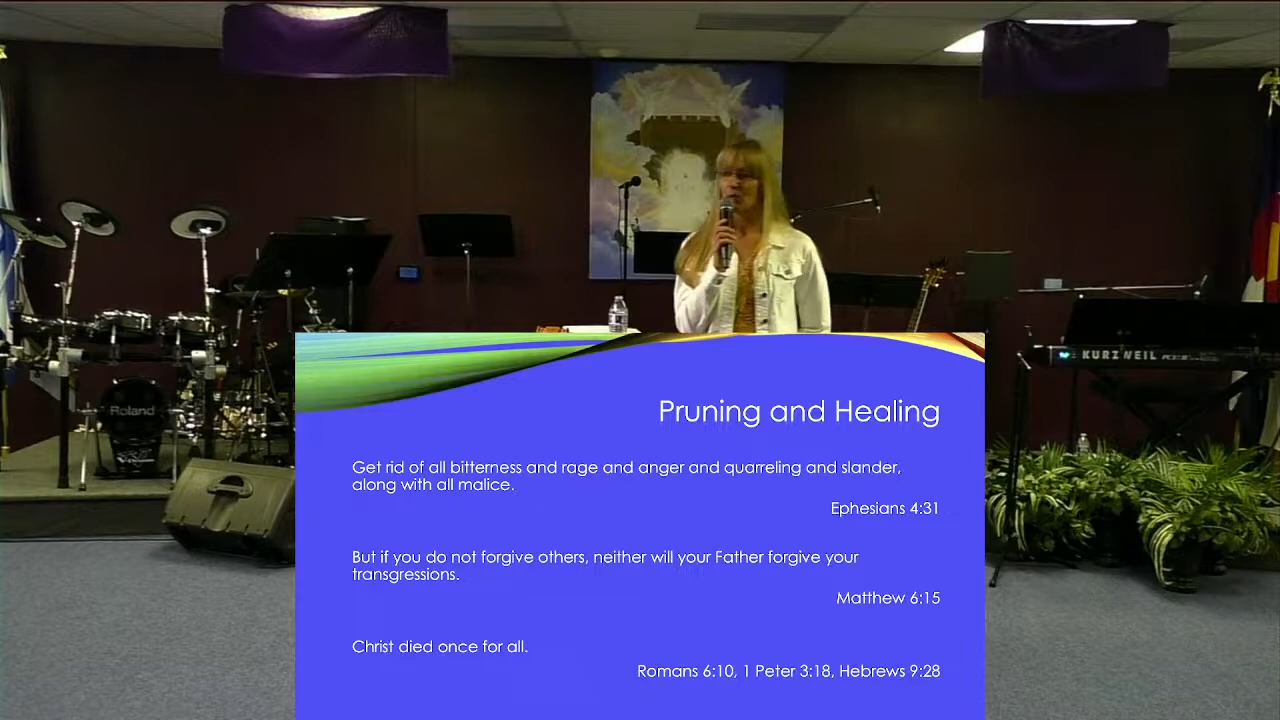 KURZWEIL
Roland
Pruning and Healing
Get rid of all bitterness and rage and anger and quarreling and slander,
along with all malice.
Ephesians 4:31
But if you do not forgive others, neither will your Father forgive your
transgressions.
Matthew 6:15
Christ died once for all.
Romans 6:10, 1 Peter 3:18, Hebrews 9:28